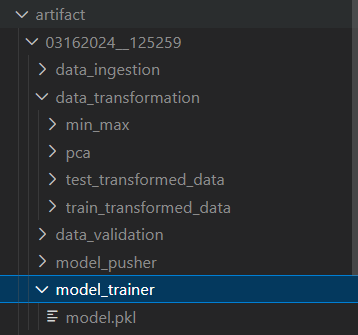 artifact
03162024__125259
data_ingestion
data_transformation
min_max
pca
test_transformed_data
train_transformed_data
data_validation
model_pusher
model_trainer
model.pkl